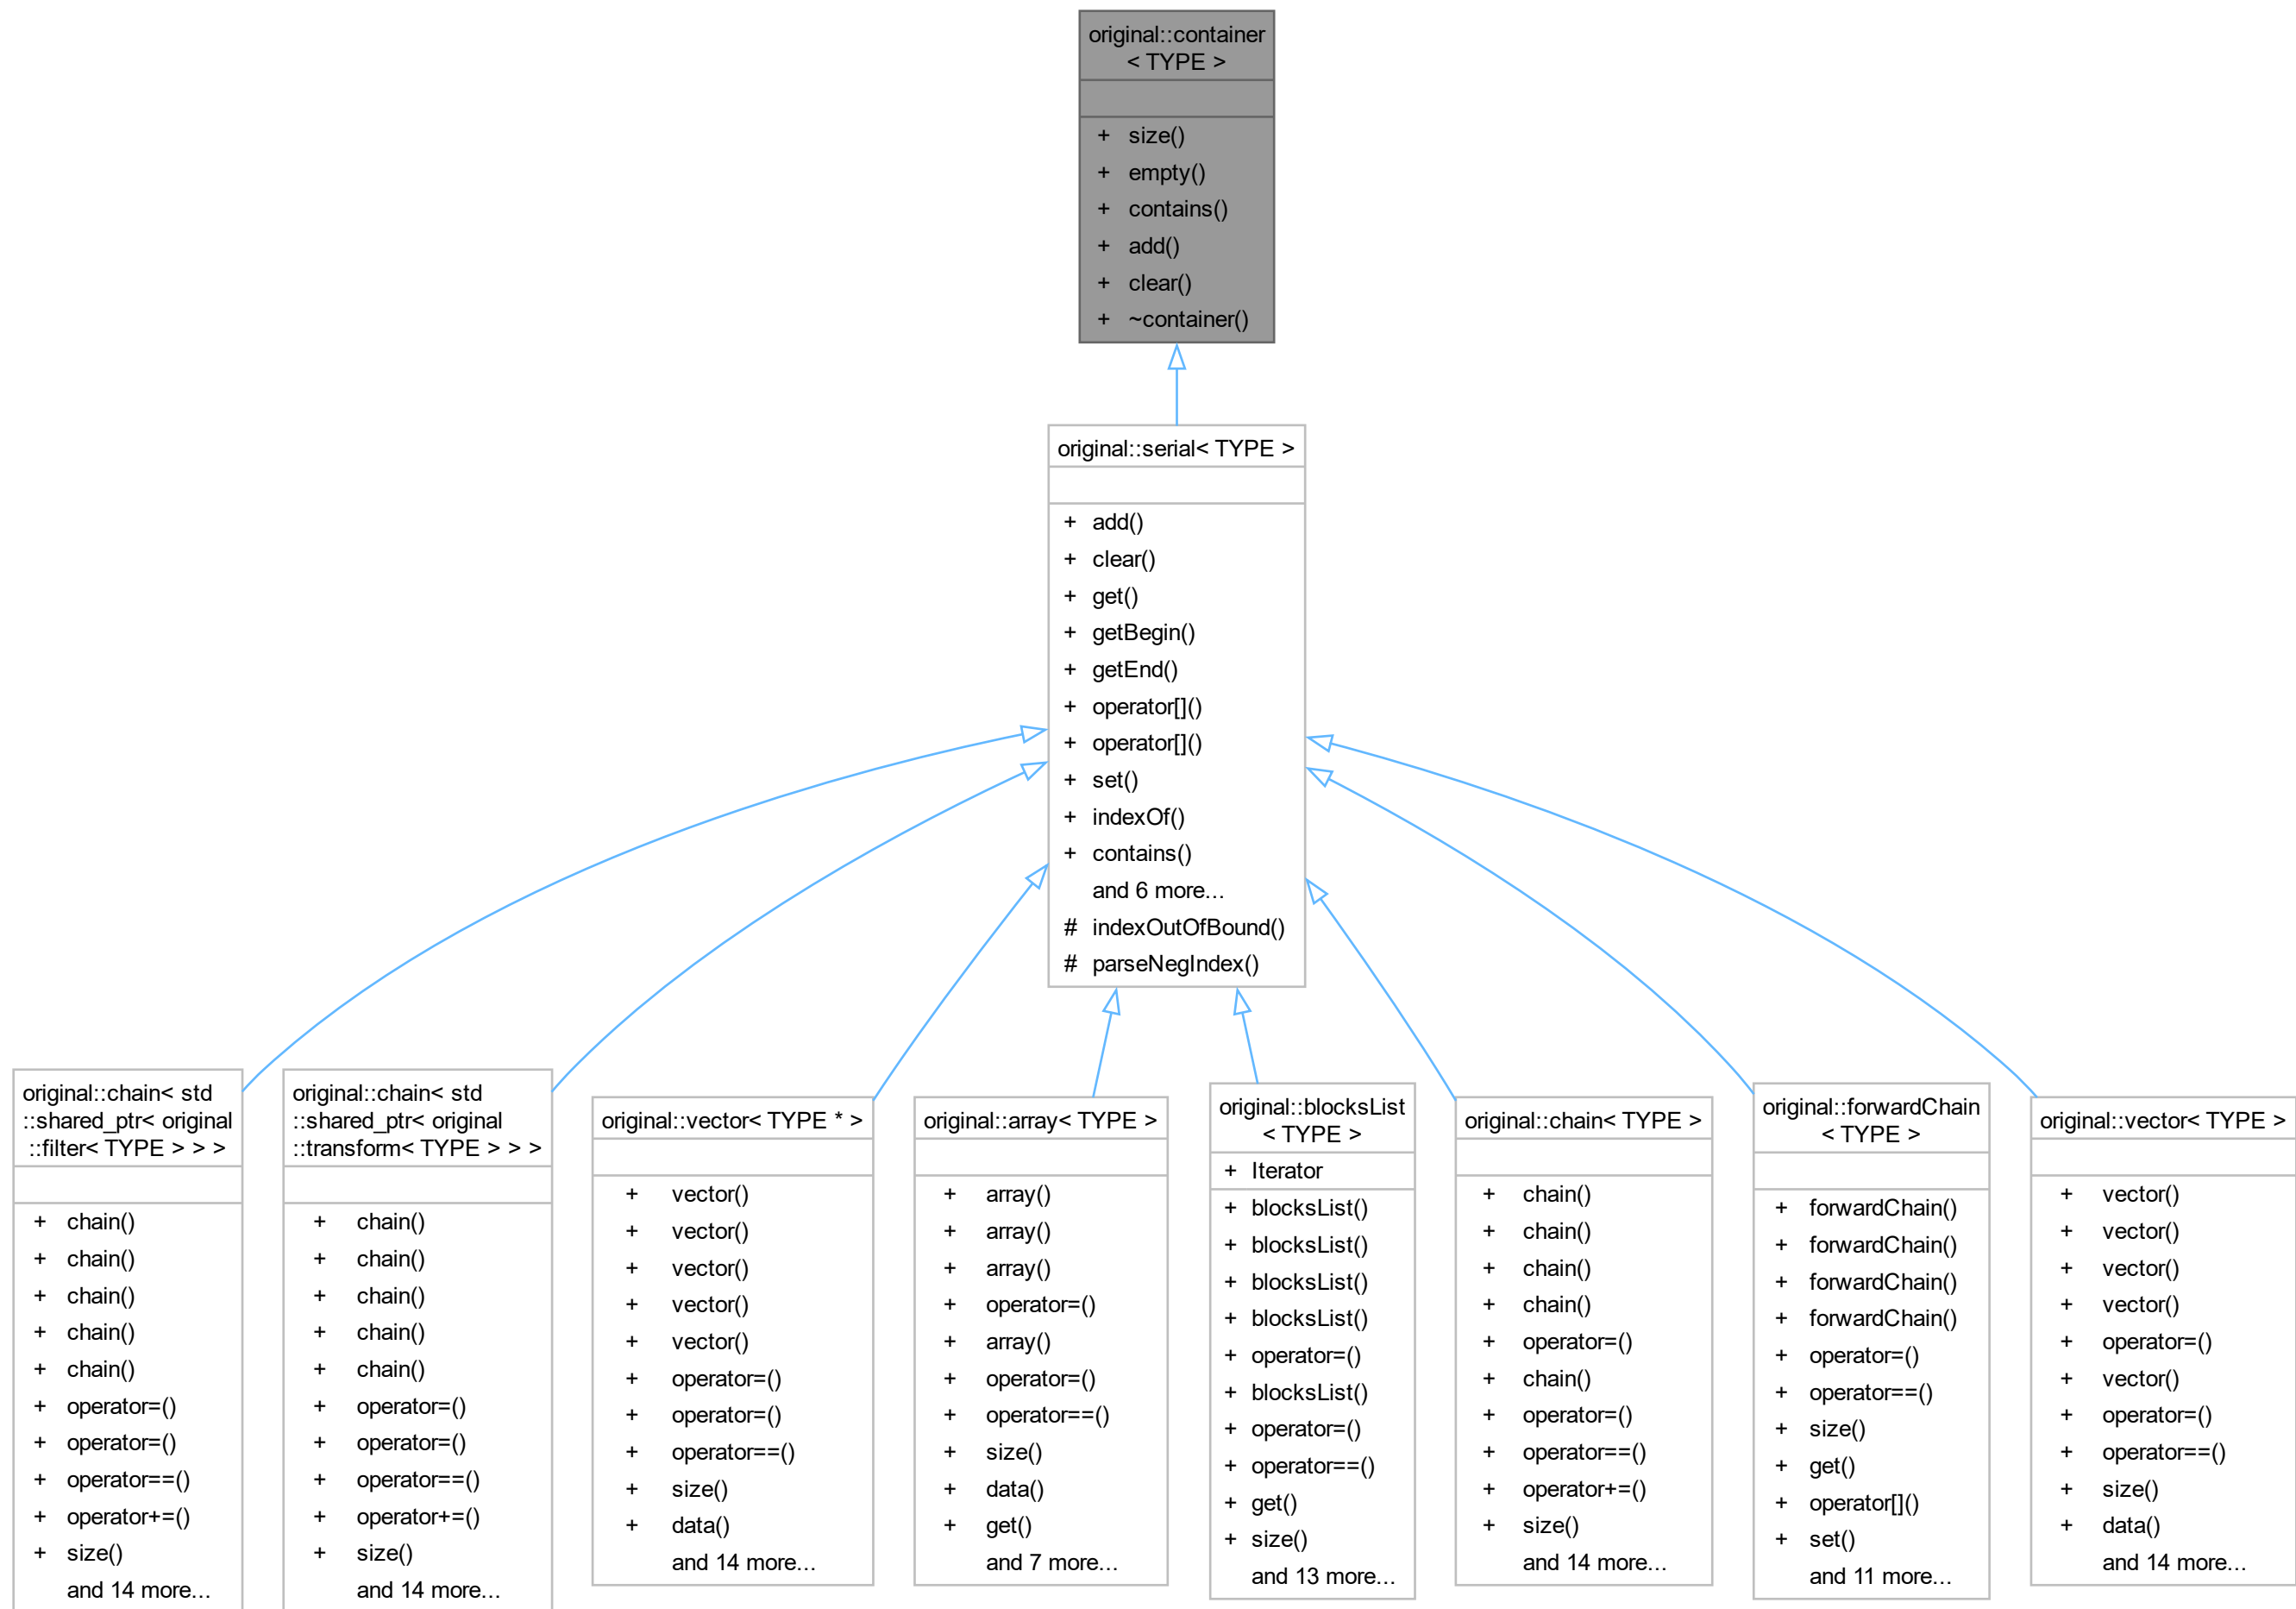 original::container
< TYPE >
+ size()
+ empty()
+ contains()
+ add()
+ clear()
+ ~container()
original::serial< TYPE >
+ add()
+ clear()
+ get()
+ getBegin()
+ getEnd()
+ operator[]()
+ operator[]()
+ set()
+ indexOf()
+ contains()
and 6 more...
# indexOutOfBound()
# parseNegIndex()
original::chain< std
::shared_ptr< original
::filter< TYPE > > >
+ chain()
+ chain()
+ chain()
+ chain()
+ chain()
+ operator=()
+ operator=()
+ operator==()
+ operator+=()
+ size()
and 14 more...
original::chain< std
::shared_ptr< original
::transform< TYPE > > >
+ chain()
+ chain()
+ chain()
+ chain()
+ chain()
+ operator=()
+ operator=()
+ operator==()
+ operator+=()
+ size()
and 14 more...
original::vector< TYPE * >
+ vector()
+ vector()
+ vector()
+ vector()
+ vector()
+ operator=()
+ operator=()
+ operator==()
+ size()
+ data()
and 14 more...
original::array< TYPE >
+ array()
+ array()
+ array()
+ operator=()
+ array()
+ operator=()
+ operator==()
+ size()
+ data()
+ get()
and 7 more...
original::blocksList
< TYPE >
+ Iterator
+ blocksList()
+ blocksList()
+ blocksList()
+ blocksList()
+ operator=()
+ blocksList()
+ operator=()
+ operator==()
+ get()
+ size()
and 13 more...
original::chain< TYPE >
+ chain()
+ chain()
+ chain()
+ chain()
+ operator=()
+ chain()
+ operator=()
+ operator==()
+ operator+=()
+ size()
and 14 more...
original::forwardChain
< TYPE >
+ forwardChain()
+ forwardChain()
+ forwardChain()
+ forwardChain()
+ operator=()
+ operator==()
+ size()
+ get()
+ operator[]()
+ set()
and 11 more...
original::vector< TYPE >
+ vector()
+ vector()
+ vector()
+ vector()
+ operator=()
+ vector()
+ operator=()
+ operator==()
+ size()
+ data()
and 14 more...